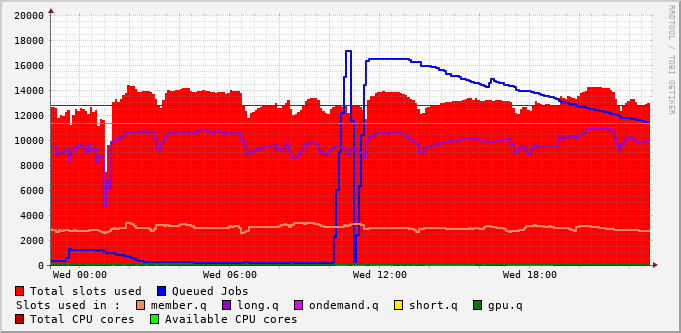 RRDTOOL / TOBI OETIKER
20000
18000
16000
14000
12000
10000
8000
6000
4000
2000
0
Wed 00:00 Wed 06:00 Wed 12:00 Wed 18:00
Total slots used Queued Jobs
Slots used in : member.q long.q ondemand.q short.q gpu.q
Total CPU cores Available CPU cores